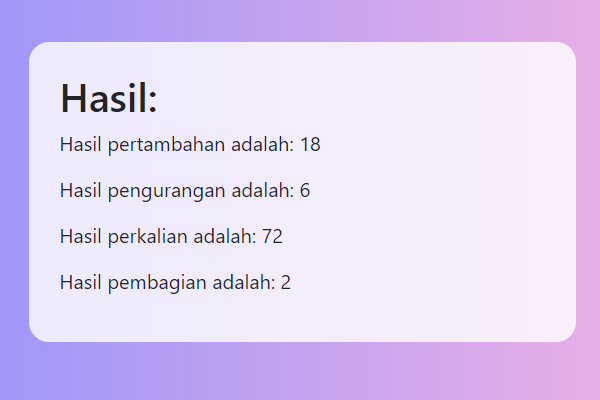 Hasil:
Hasil pertambahan adalah: 18
Hasil pengurangan adalah: 6
Hasil perkalian adalah: 72
Hasil pembagian adalah: 2